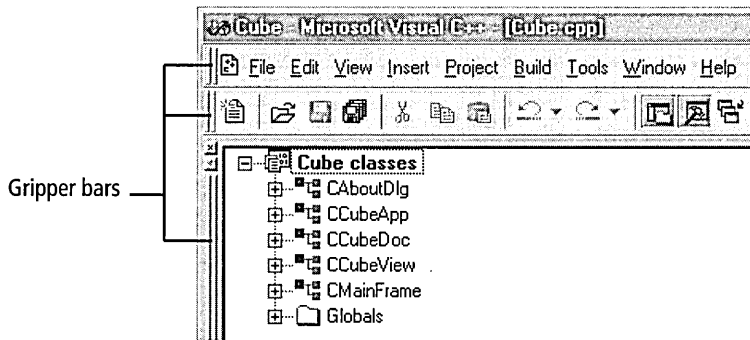 Cube - Microsoft Visual C++ - [Cube.cpp]
File Edit View Insert Project Build Tools Window Help
Cube classes
CAboutDlg
CCubeApp
Gripper bars
CCubeDoc
CCubeView
CMainFrame
Globals